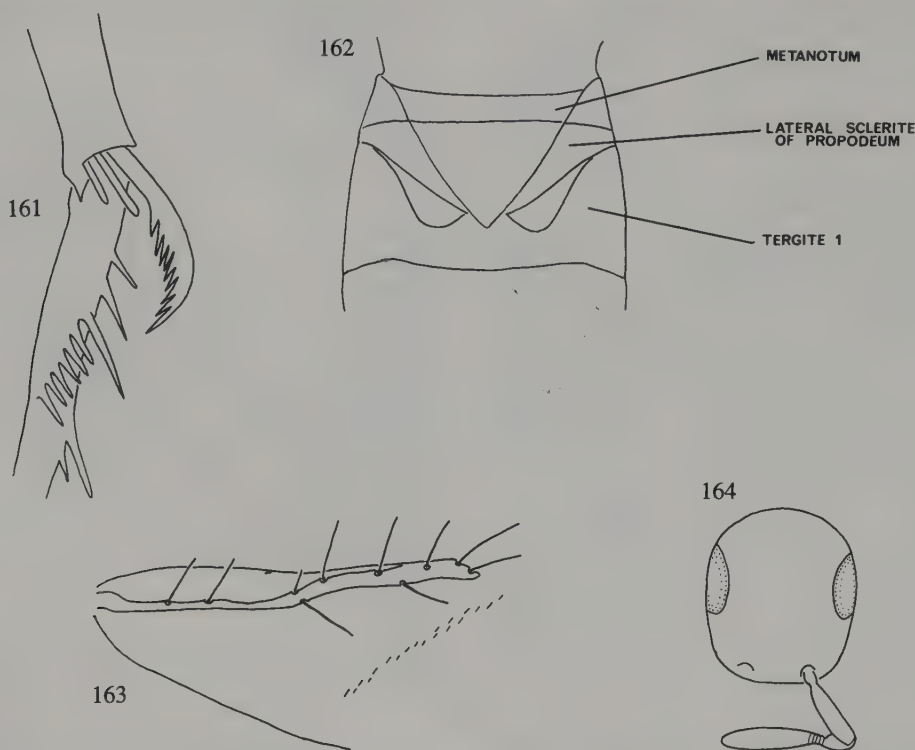 162
METANOTUM
LATERAL SCLERITE
OF PROPODEUM
161
TERGITE 1
164
163